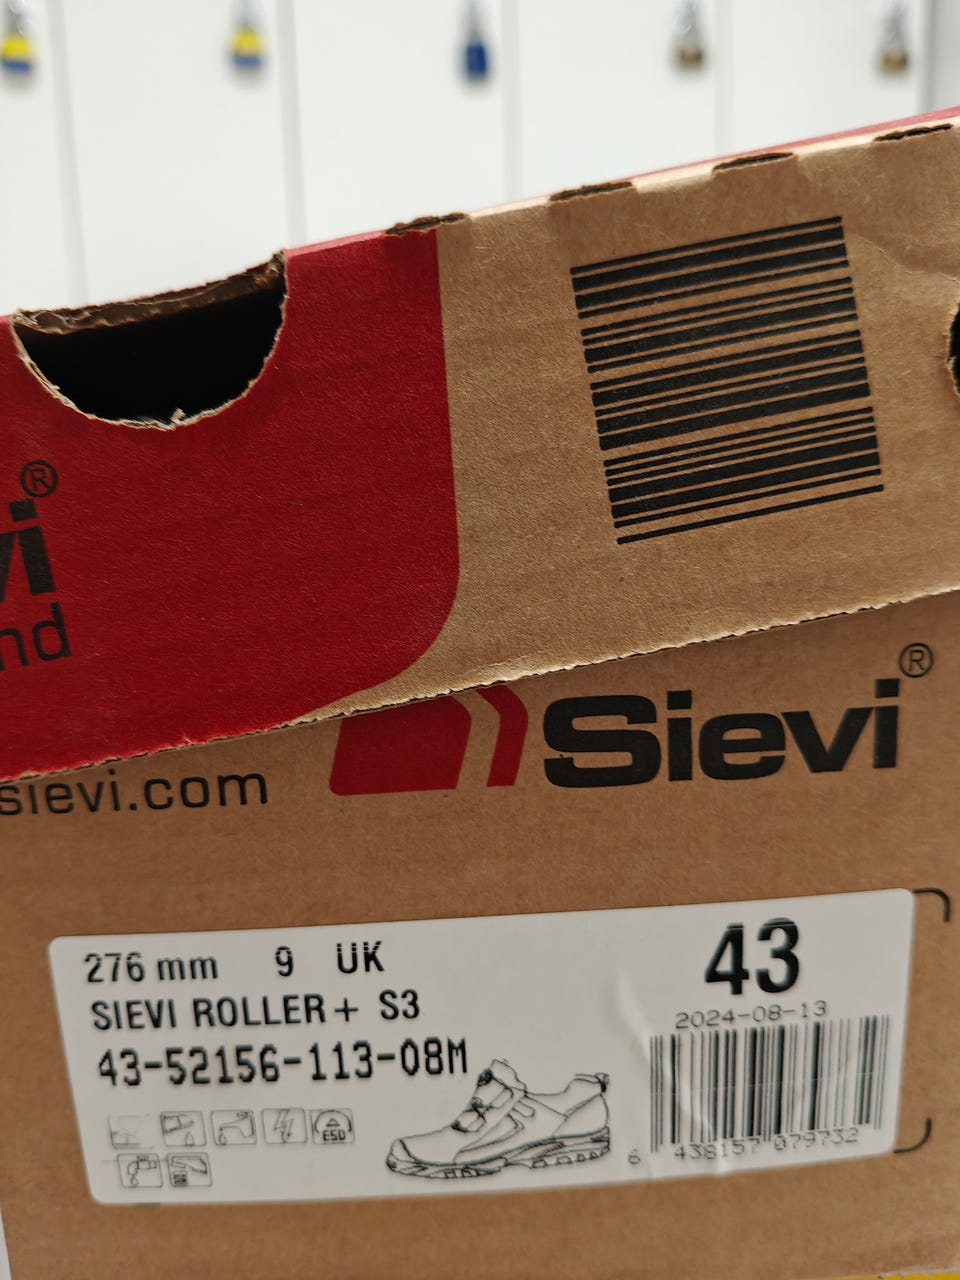 vi®
nd
sievi.com
Sievi®
276 mm 9 UK
43
SIEVI ROLLER+ S3
2024-08-13
43-52156-113-08M
ESD
6 438157 079732